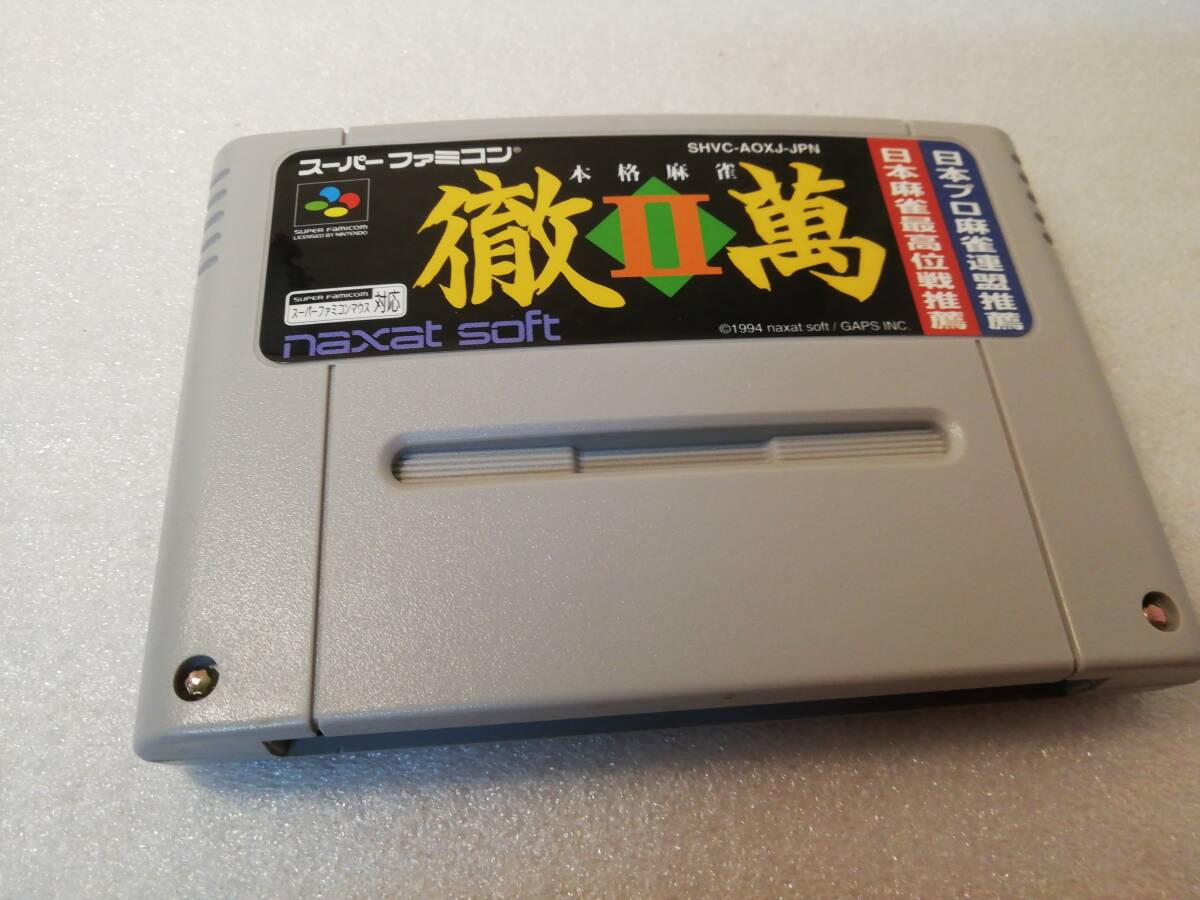 スーパーファミコン®
SHVC-AOXJ-JPN
本格麻雀
徹II萬
SUPER FAMICOM
LICENSED BY NINTENDO
SUPER FAMICOM
スーパーファミコンマウス 対応
naxat soft
©1994 naxat soft / GAPS INC.
日本プロ麻雀連盟推薦
日本麻雀最高位戦推薦